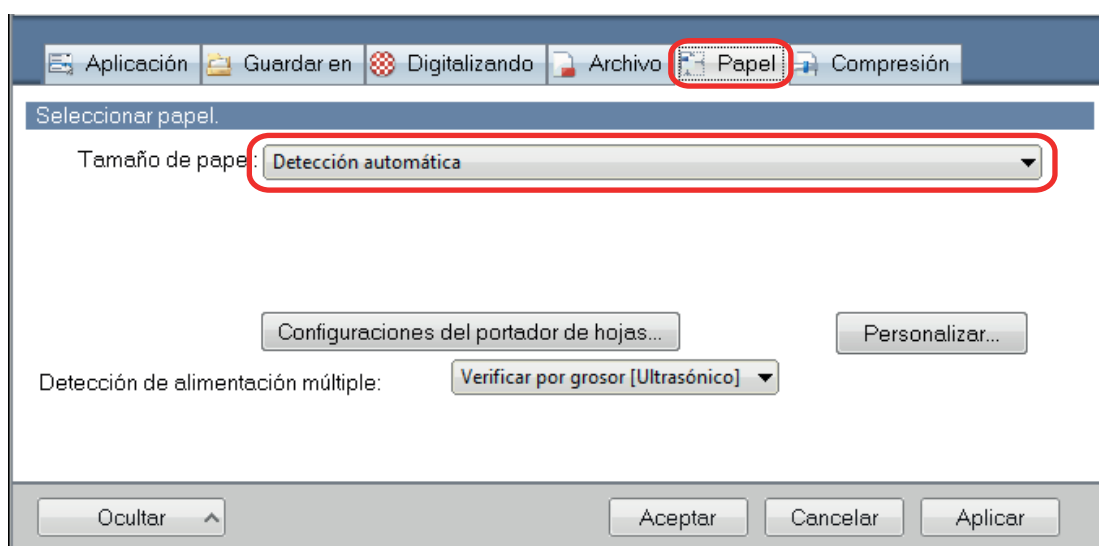 Aplicación Guardar en Digitalizando Archivo Papel Compresión
Seleccionar papel.
Tamaño de papel: Detección automática
Configuraciones del portador de hojas... Personalizar...
Detección de alimentación múltiple: Verificar por grosor [Ultrasónico]
Ocultar Aceptar Cancelar Aplicar